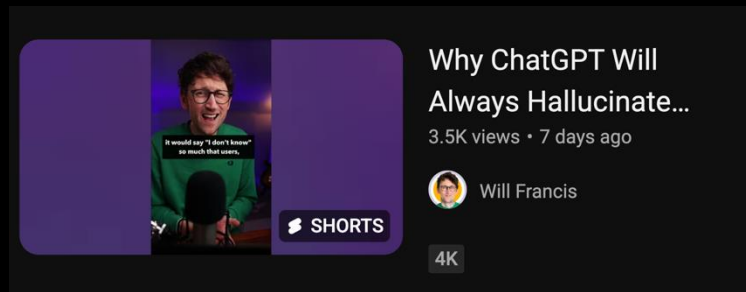 it would say "I don't know"
so much that users,
SHORTS
Why ChatGPT Will
Always Hallucinate…
3.5K views • 7 days ago
Will Francis
4K